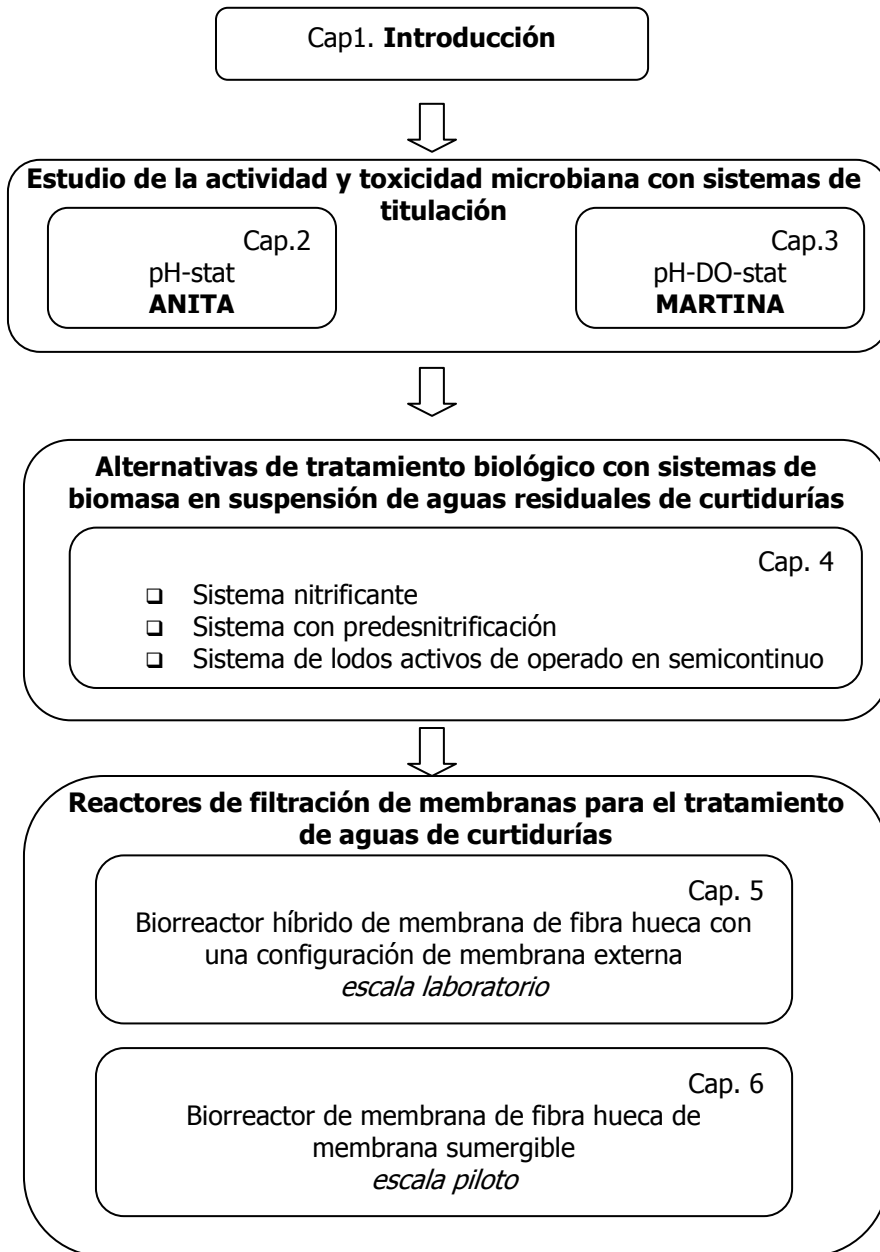 Cap1. Introducción
Estudio de la actividad y toxicidad microbiana con sistemas de
titulación
Cap.2
pH-stat
ANITA
Cap.3
pH-DO-stat
MARTINA
Alternativas de tratamiento biológico con sistemas de
biomasa en suspensión de aguas residuales de curtidurías
Cap. 4
❑ Sistema nitrificante
❑ Sistema con predesnitrificación
❑ Sistema de lodos activos de operado en semicontinuo
Reactores de filtración de membranas para el tratamiento
de aguas de curtidurías
Cap. 5
Biorreactor híbrido de membrana de fibra hueca con
una configuración de membrana externa
escala laboratorio
Cap. 6
Biorreactor de membrana de fibra hueca de
membrana sumergible
escala piloto